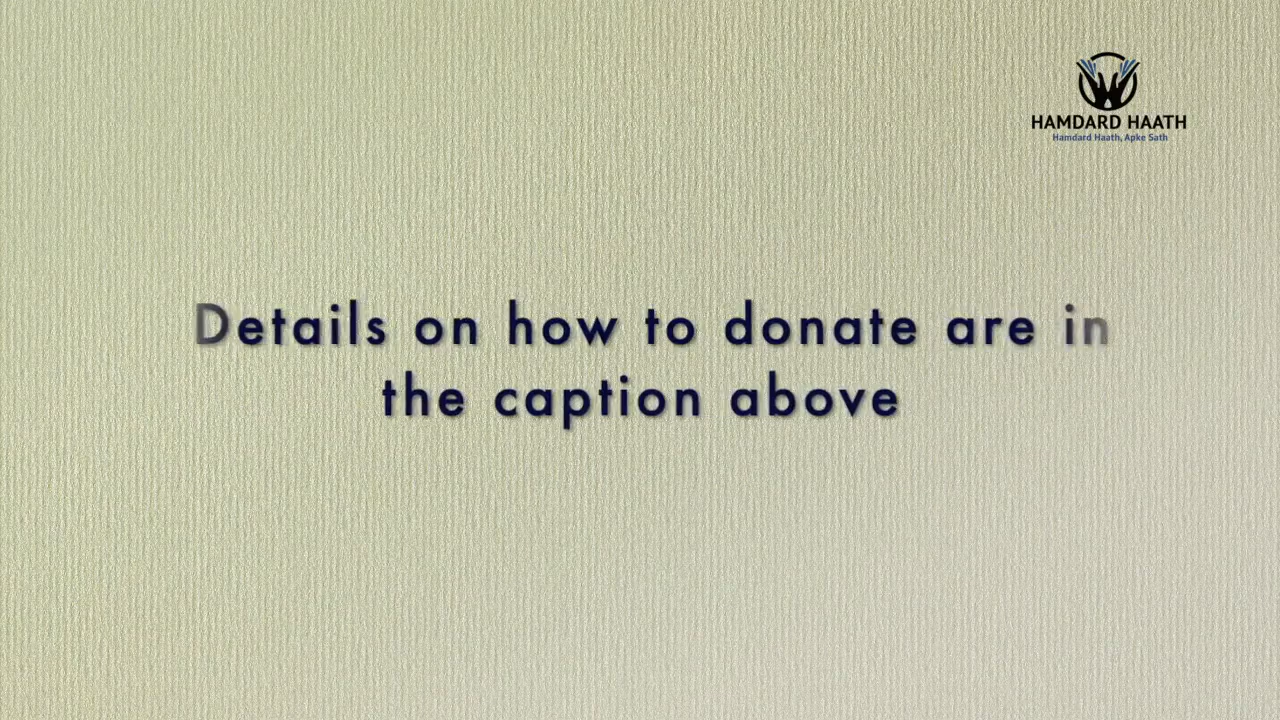 HAMDARD HAATH
Hamdard Haath, Apke Sath
Details on how to donate are in
the caption above